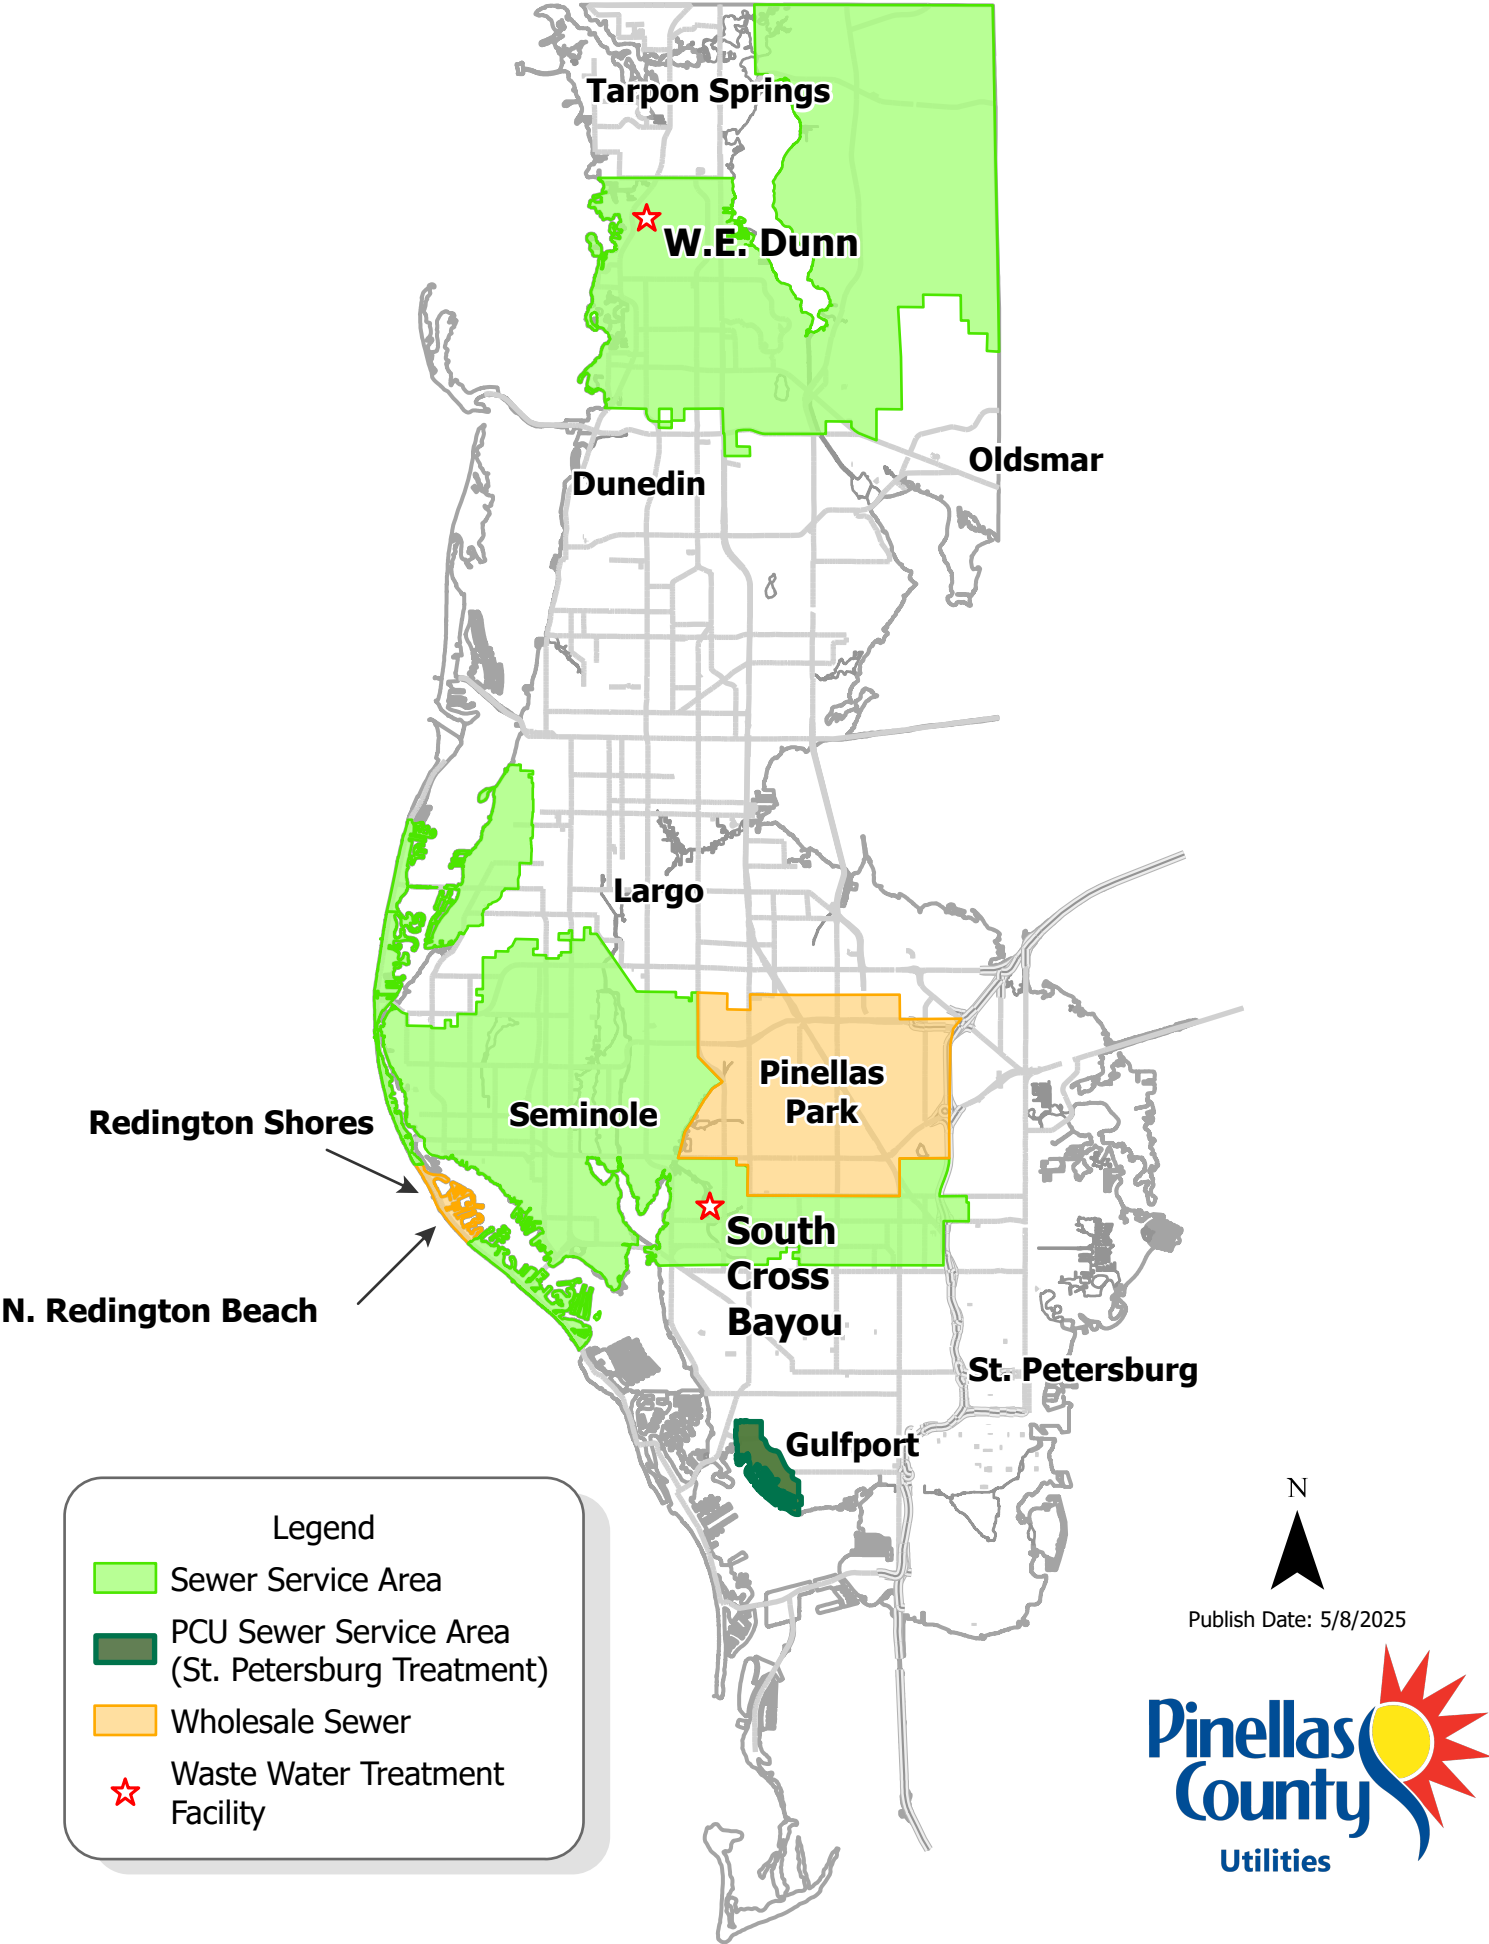 Tarpon Springs
W.E. Dunn
Oldsmar
Dunedin
Largo
Pinellas
Park
Seminole
Redington Shores
South
Cross
Bayou
N. Redington Beach
St. Petersburg
Gulfport
Legend
Sewer Service Area
PCU Sewer Service Area
(St. Petersburg Treatment)
Wholesale Sewer
Waste Water Treatment
Facility
N
Publish Date: 5/8/2025
Pinellas
County
Utilities